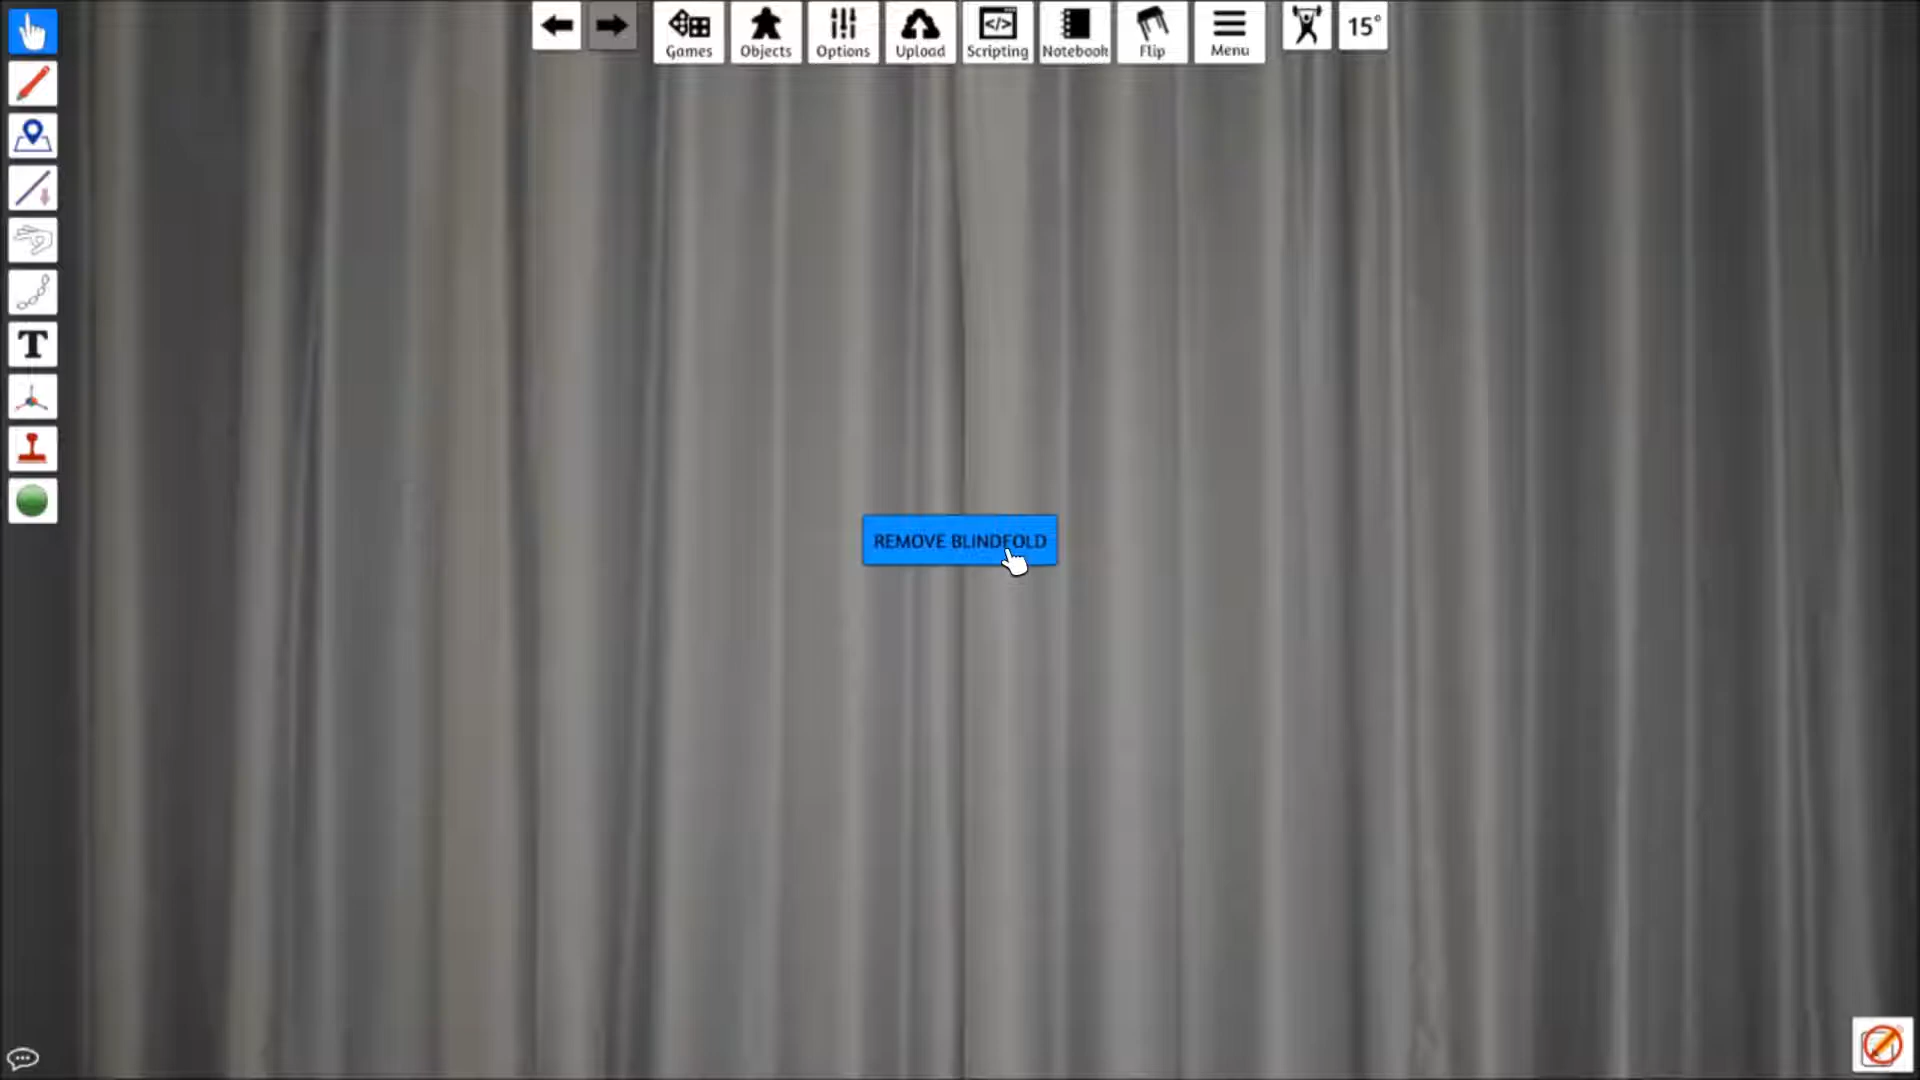 Games
Objects
Options
Upload
Scripting
Notebook
Flip
Menu
15°
T
REMOVE BLINDFOLD